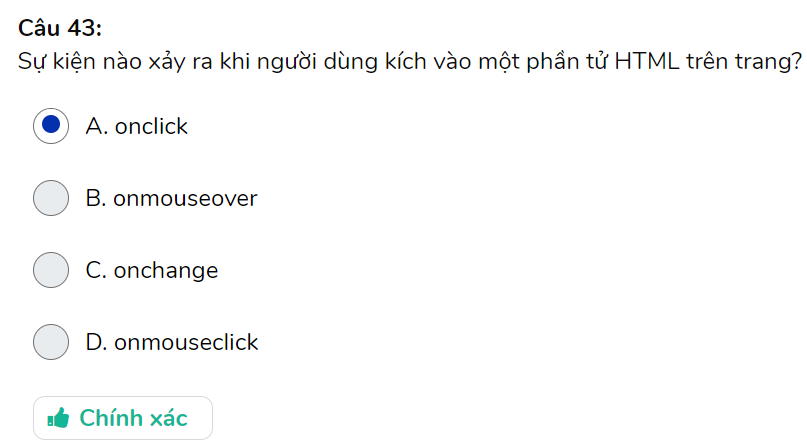 Câu 43:
Sự kiện nào xảy ra khi người dùng kích vào một phần tử HTML trên trang?
A. onclick
B. onmouseover
C. onchange
D. onmouseclick
Chính xác